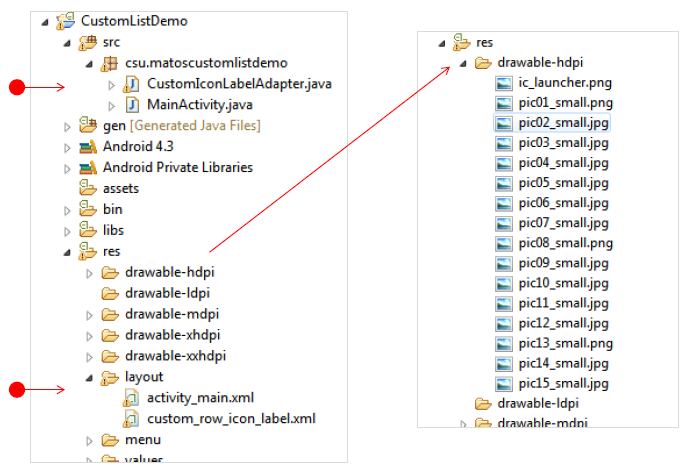 CustomListDemo
src
csu.matoscustomlistdemo
CustomIconLabelAdapter.java
MainActivity.java
gen [Generated Java Files]
Android 4.3
Android Private Libraries
assets
bin
libs
res
drawable-hdpi
drawable-ldpi
drawable-mdpi
drawable-xhdpi
drawable-xxhdpi
layout
activity_main.xml
custom_row_icon_label.xml
menu
values
res
drawable-hdpi
ic_launcher.png
pic01_small.png
pic02_small.jpg
pic03_small.jpg
pic04_small.jpg
pic05_small.jpg
pic06_small.jpg
pic07_small.jpg
pic08_small.png
pic09_small.jpg
pic10_small.jpg
pic11_small.jpg
pic12_small.jpg
pic13_small.png
pic14_small.jpg
pic15_small.jpg
drawable-ldpi
drawable-mdpi